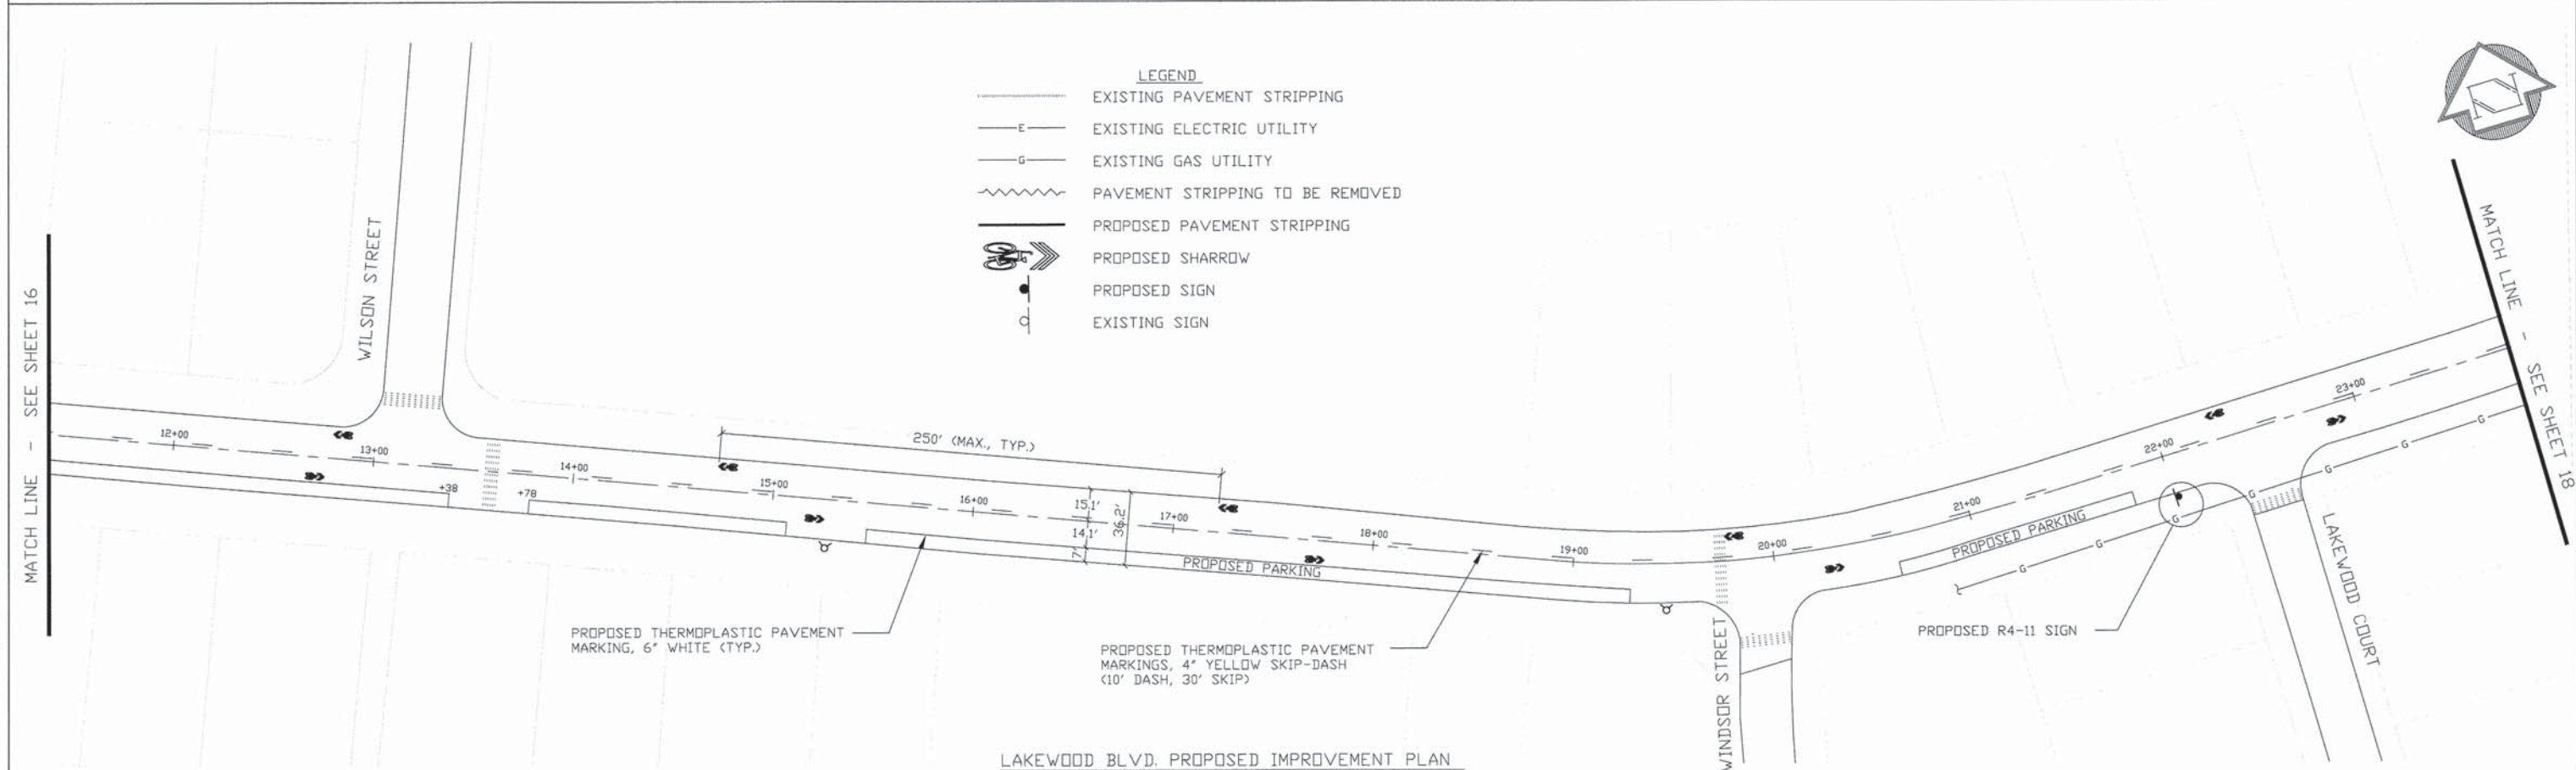 LEGEND
EXISTING PAVEMENT STRIPPING
E
EXISTING ELECTRIC UTILITY
G
EXISTING GAS UTILITY
PAVEMENT STRIPPING TO BE REMOVED
PROPOSED PAVEMENT STRIPPING
PROPOSED SHARROW
PROPOSED SIGN
EXISTING SIGN
N
MATCH LINE - SEE SHEET 16
WILSON STREET
12+00
13+00
+38
+78
14+00
15+00
250' (MAX., TYP.)
16+00
15.1'
14.1'
7'
36.2'
17+00
PROPOSED PARKING
18+00
19+00
20+00
21+00
PROPOSED PARKING
22+00
23+00
G
G
G
G
G
G
G
MATCH LINE - SEE SHEET 18
PROPOSED THERMOPLASTIC PAVEMENT
MARKING, 6" WHITE (TYP.)
PROPOSED THERMOPLASTIC PAVEMENT
MARKINGS, 4" YELLOW SKIP-DASH
(10' DASH, 30' SKIP)
WINDSOR STREET
PROPOSED R4-11 SIGN
LAKEWOOD COURT
LAKEWOOD BLVD. PROPOSED IMPROVEMENT PLAN